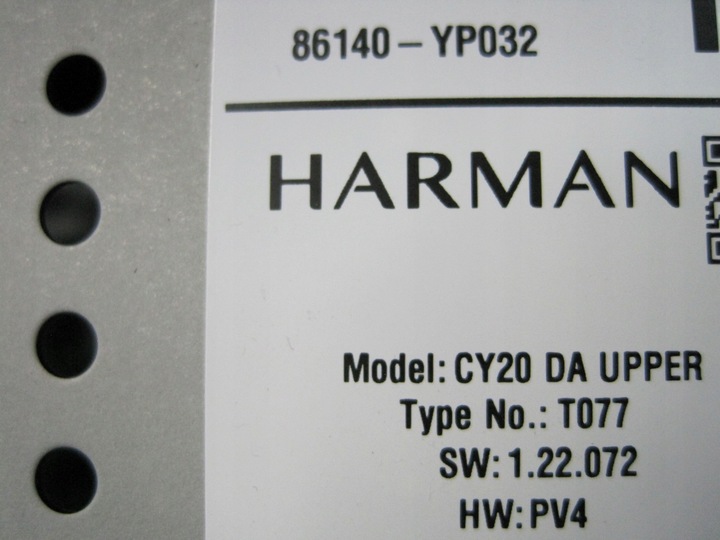 86140-YP032
HARMAN
Model: CY20 DA UPPER
Type No.: T077
SW: 1.22.072
HW: PV4